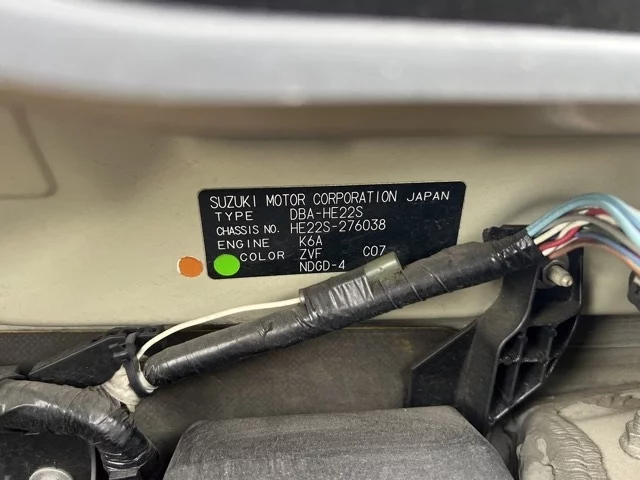 SUZUKI MOTOR CORPORATION JAPAN
TYPE DBA-HE22S
CHASSIS NO. HE22S-276038
ENGINE K6A
COLOR ZVF C07
NDGD-4